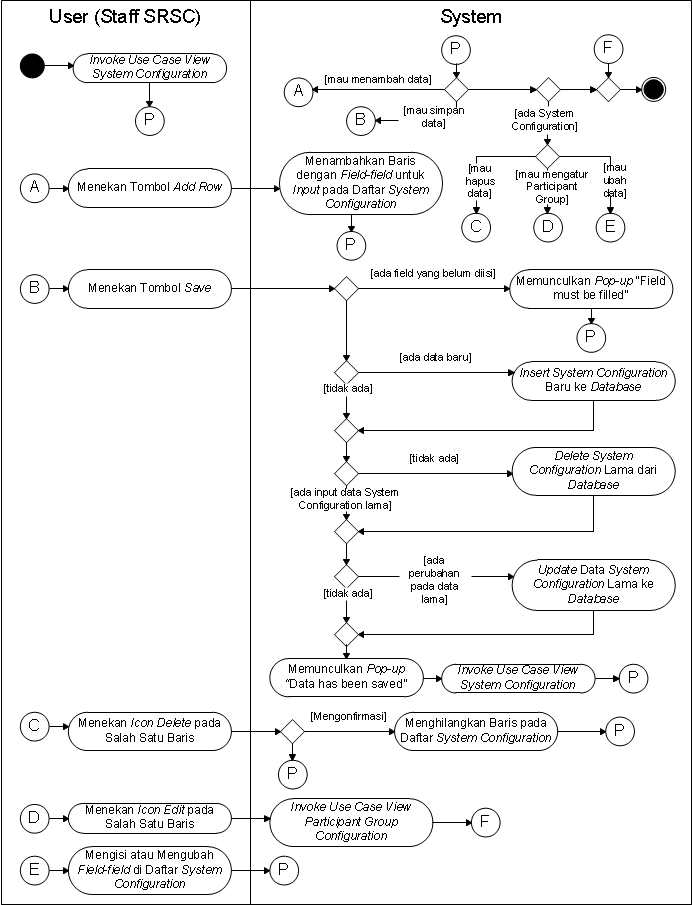 User (Staff SRSC)
System
Invoke Use Case View
System Configuration
P
P
F
[mau menambah data]
A
B
[mau simpan
data]
[ada System
Configuration]
[mau
hapus
data]
[mau mengatur
Participant
Group]
[mau
ubah
data]
C
D
E
A
Menekan Tombol Add Row
Menambahkan Baris
dengan Field-field untuk
Input pada Daftar System
Configuration
P
B
Menekan Tombol Save
[ada field yang belum diisi]
Memunculkan Pop-up "Field
must be filled"
P
[ada data baru]
[tidak ada]
Insert System Configuration
Baru ke Database
[tidak ada]
Delete System
Configuration Lama dari
Database
[ada input data System
Configuration lama]
[ada
perubahan
pada data
lama]
[tidak ada]
Update Data System
Configuration Lama ke
Database
Memunculkan Pop-up
"Data has been saved"
Invoke Use Case View
System Configuration
P
C
Menekan Icon Delete pada
Salah Satu Baris
[Mengonfirmasi]
Menghilangkan Baris pada
Daftar System Configuration
P
P
D
Menekan Icon Edit pada
Salah Satu Baris
Invoke Use Case View
Participant Group
Configuration
F
E
Mengisi atau Mengubah
Field-field di Daftar System
Configuration
P